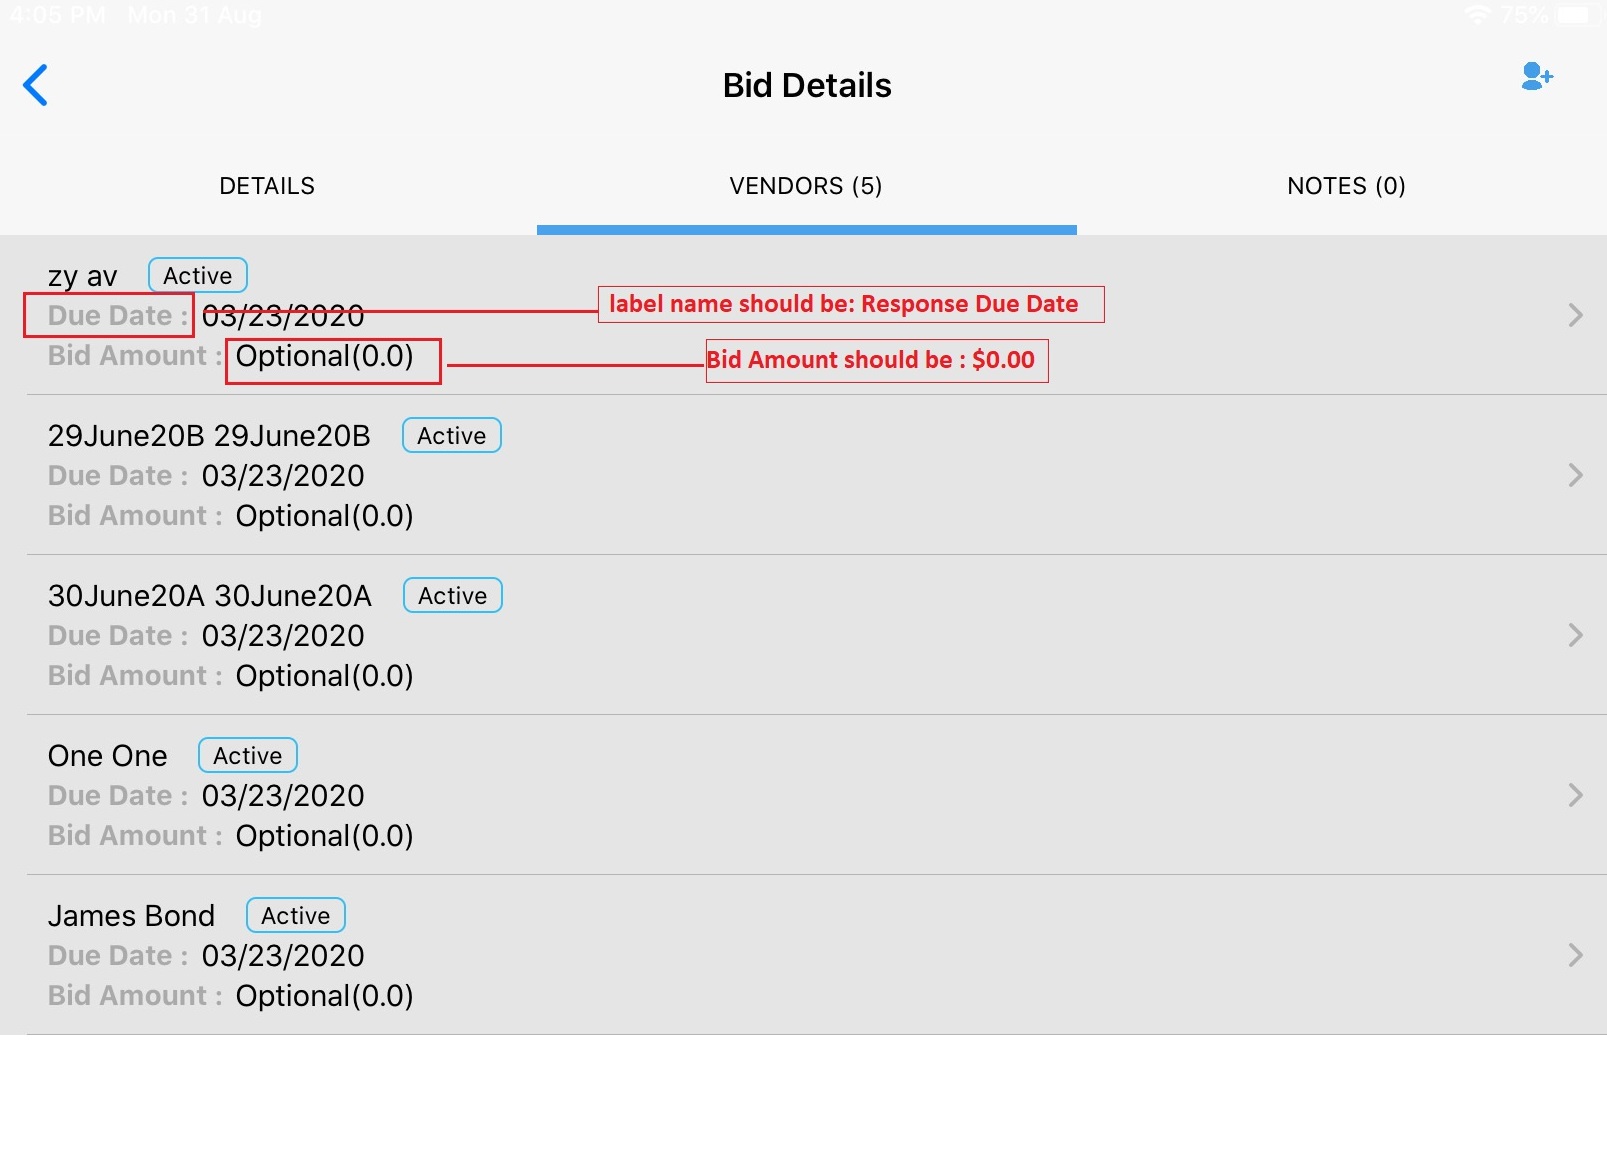 4:05 PM Mon 31 Aug 75%
Bid Details
DETAILS VENDORS (5) NOTES (0)
zy av Active
Due Date : 03/23/2020 label name should be: Response Due Date
Bid Amount : Optional(0.0) Bid Amount should be : $0.00
29June20B 29June20B Active
Due Date : 03/23/2020
Bid Amount : Optional(0.0)
30June20A 30June20A Active
Due Date : 03/23/2020
Bid Amount : Optional(0.0)
One One Active
Due Date : 03/23/2020
Bid Amount : Optional(0.0)
James Bond Active
Due Date : 03/23/2020
Bid Amount : Optional(0.0)